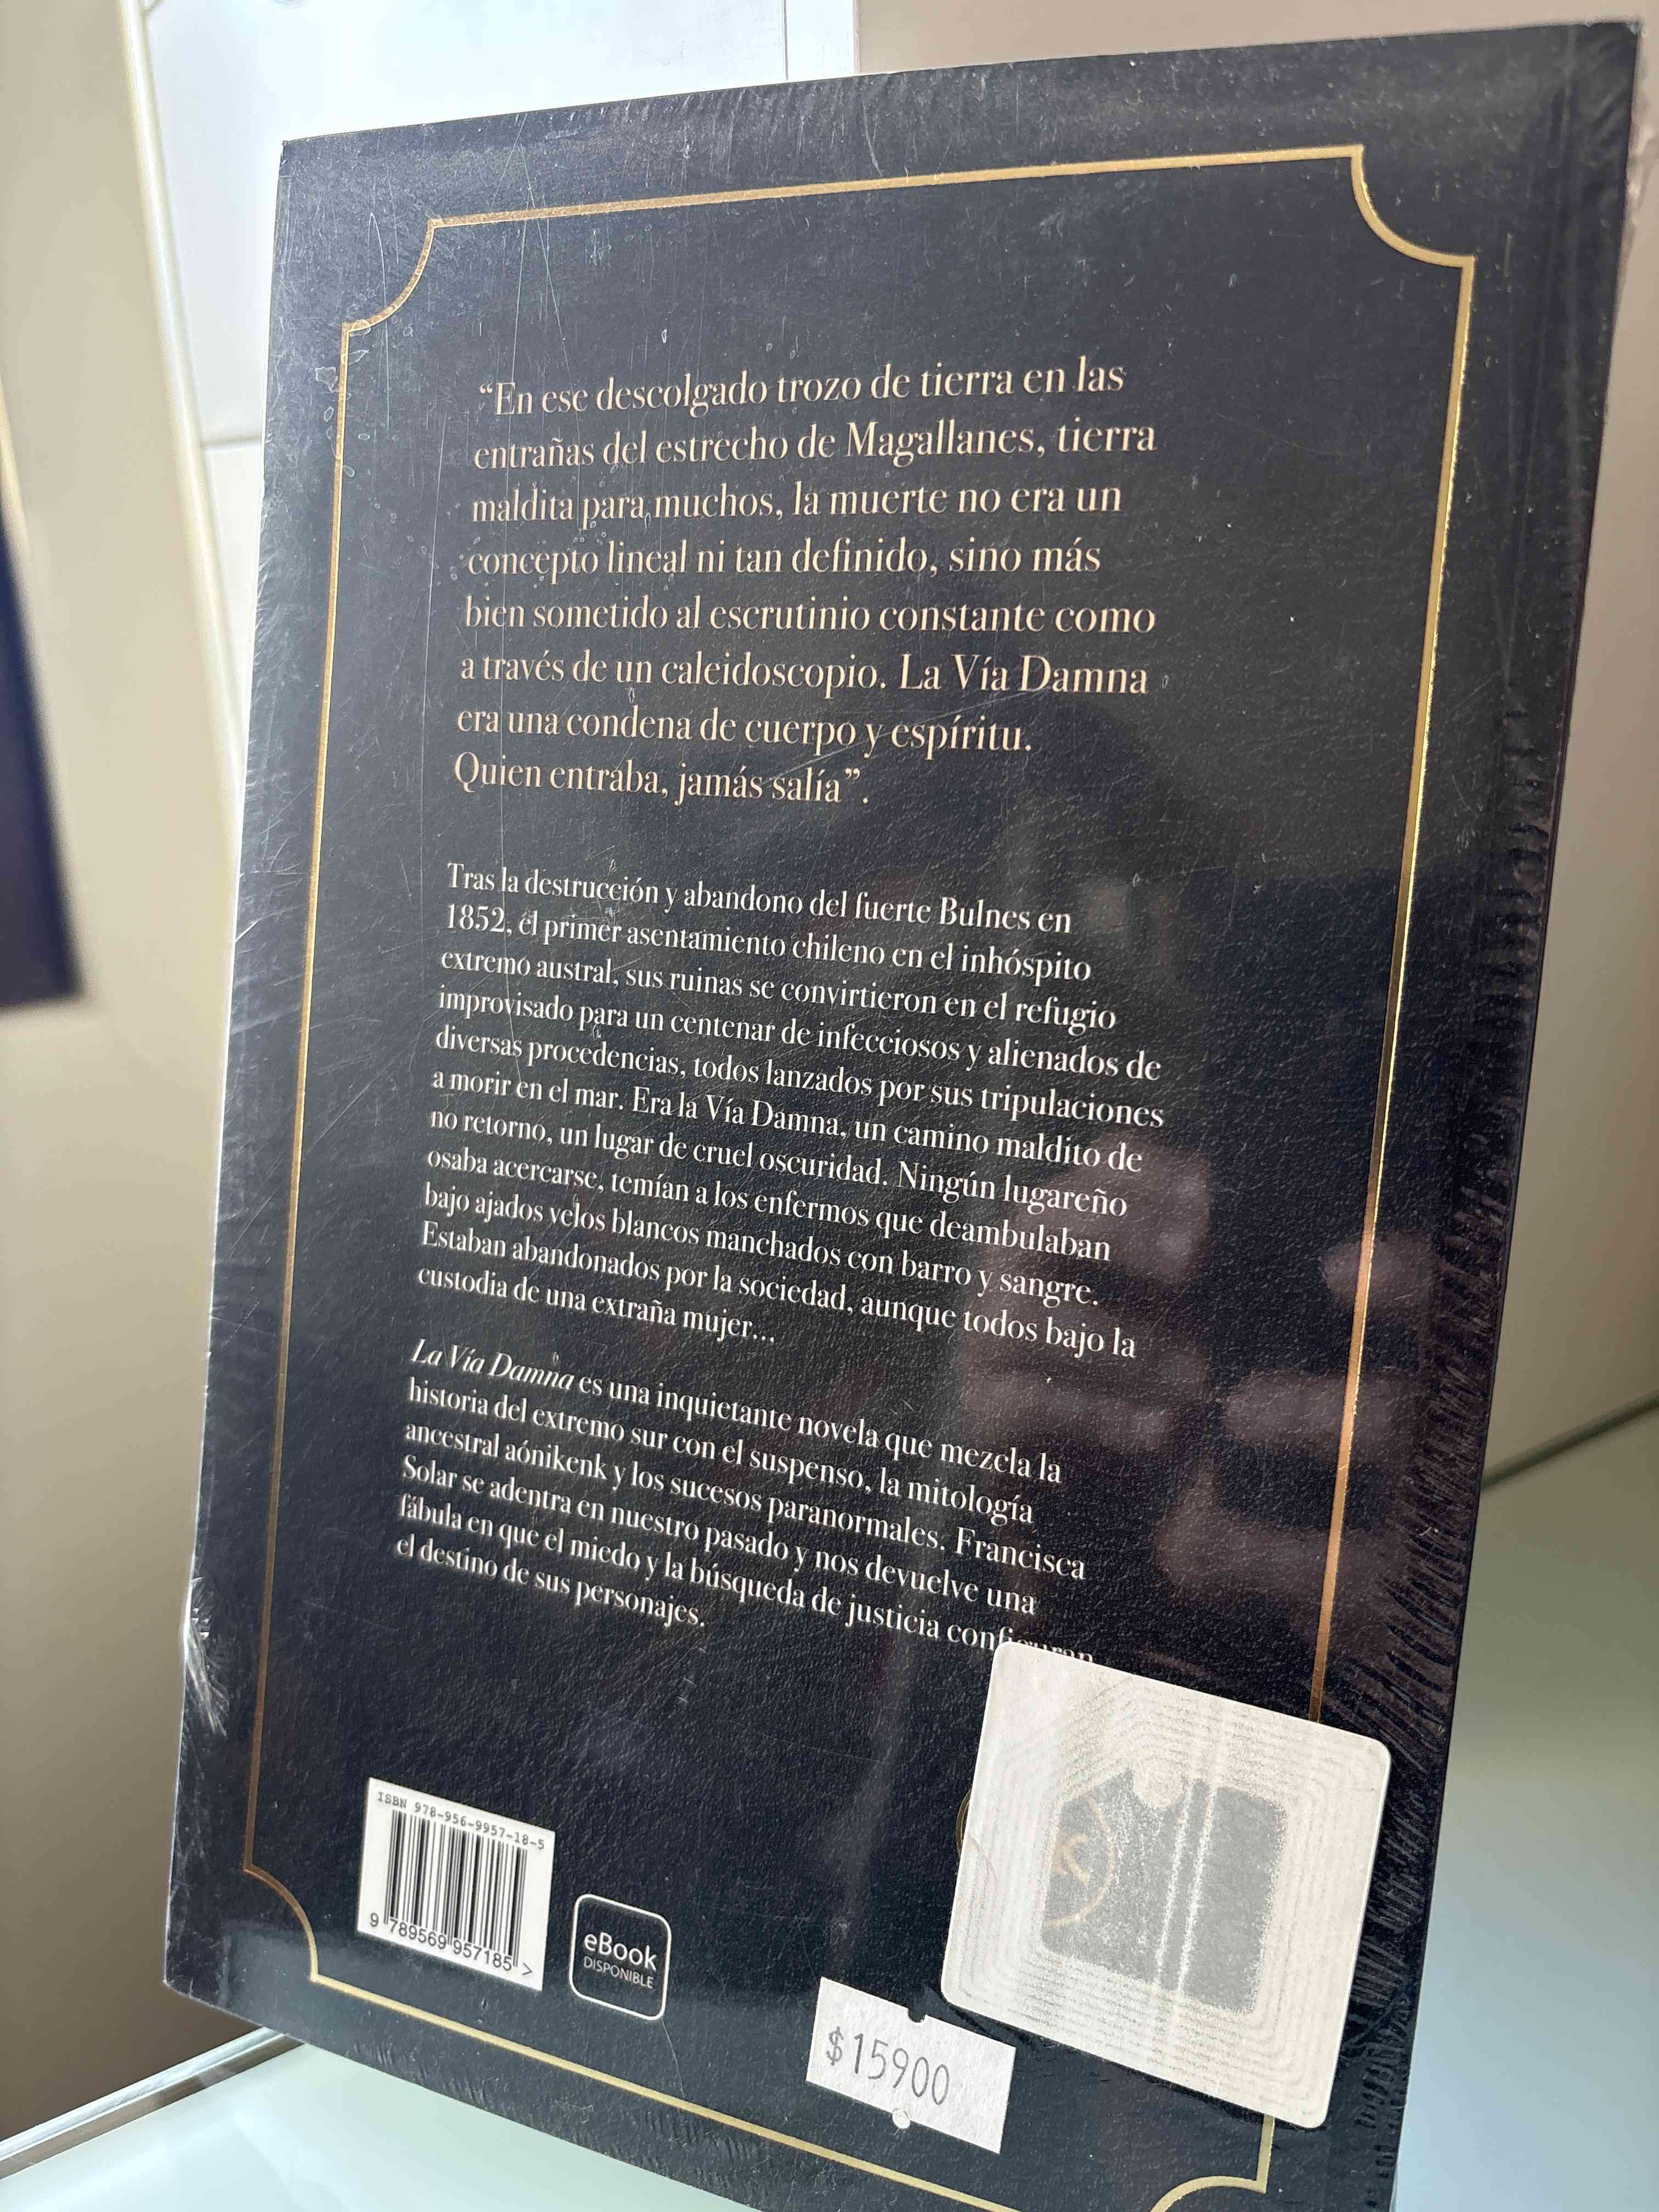 “En ese descolgado trozo de tierra en las
entrañas del estrecho de Magallanes, tierra
maldita para muchos, la muerte no era un
concepto lineal ni tan definido, sino más
bien sometido al escrutinio constante como
a través de un caleidoscopio. La Vía Damna
era una condena de cuerpo y espíritu.
Quien entraba, jamás salía”.
Tras la destrucción y abandono del fuerte Bulnes en
1852, el primer asentamiento chileno en el inhóspito
extremo austral, sus ruinas se convirtieron en el refugio
improvisado para un centenar de infecciosos y alienados de
diversas procedencias, todos lanzados por sus tripulaciones
a morir en el mar. Era la Vía Damna, un camino maldito de
no retorno, un lugar de cruel oscuridad. Ningún lugareño
osaba acercarse, temían a los enfermos que deambulaban
bajo ajados velos blancos manchados con barro y sangre.
Estaban abandonados por la sociedad, aunque todos bajo la
custodia de una extraña mujer...
La Vía Damna es una inquietante novela que mezcla la
historia del extremo sur con el suspenso, la mitología
ancestral aónikenk y los sucesos paranormales. Francisca
Solar se adentra en nuestro pasado y nos devuelve una
fábula en que el miedo y la búsqueda de justicia configuran
el destino de sus personajes.
ISBN 978-956-9957-18-5
9 789569 957185 >
eBook
DISPONIBLE
$15900